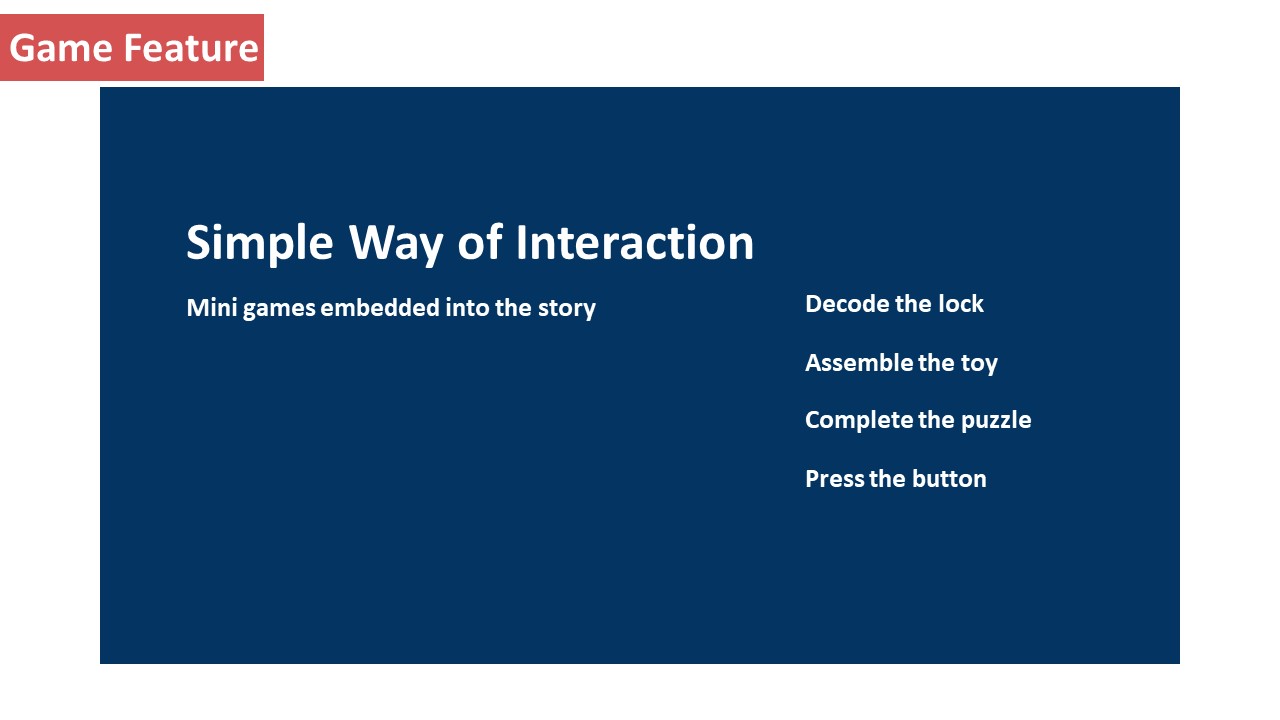 Game Feature
Simple Way of Interaction
Mini games embedded into the story
Decode the lock
Assemble the toy
Complete the puzzle
Press the button